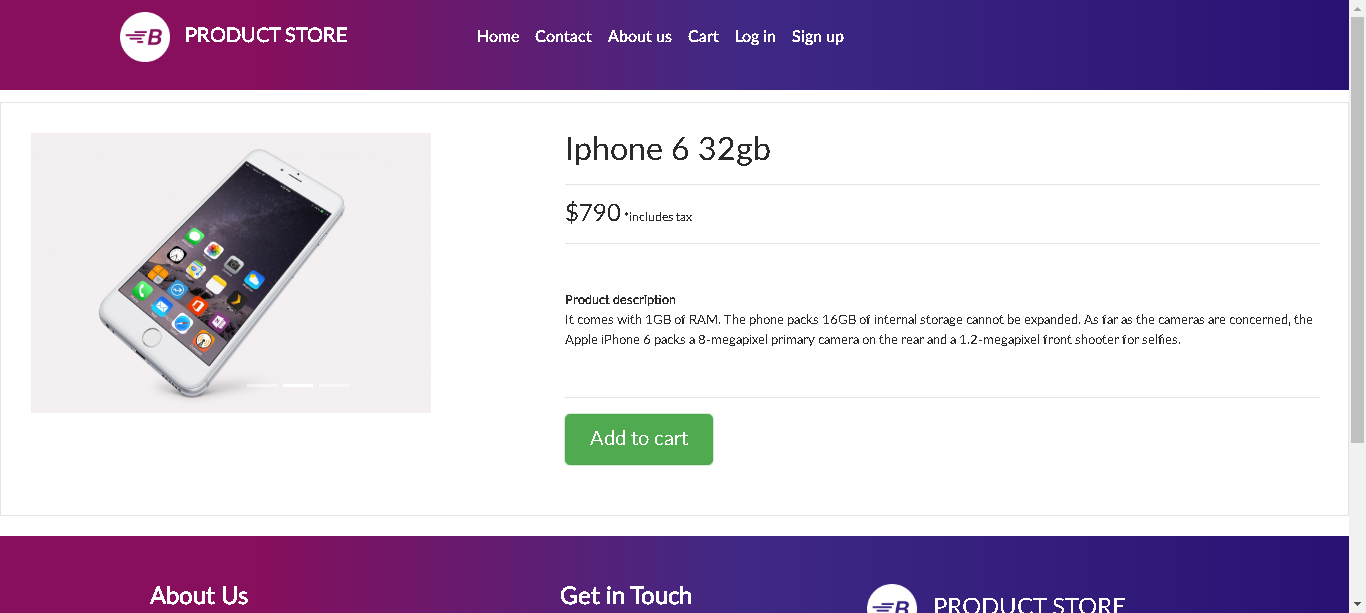 B PRODUCT STORE
Home Contact About us Cart Log in Sign up
Iphone 6 32gb
$790 *includes tax
Product description
It comes with 1GB of RAM. The phone packs 16GB of internal storage cannot be expanded. As far as the cameras are concerned, the
Apple iPhone 6 packs a 8-megapixel primary camera on the rear and a 1.2-megapixel front shooter for selfies.
Add to cart
About Us
Get in Touch
B PRODUCT STORE